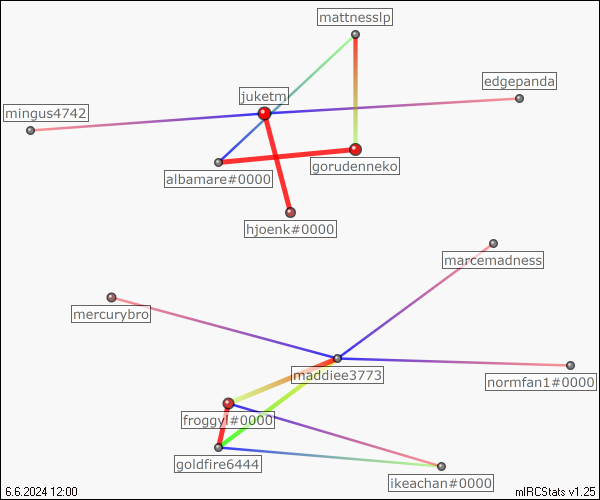 mattnesslp
edgepanda
juketm
mingus4742
gorudenneko
albamare#0000
hjoenk#0000
marcemadness
mercurybro
maddiee3773
normfan1#0000
froggyl#0000
goldfire6444
ikeachan#0000
6.6.2024 12:00
mIRCStats v1.25